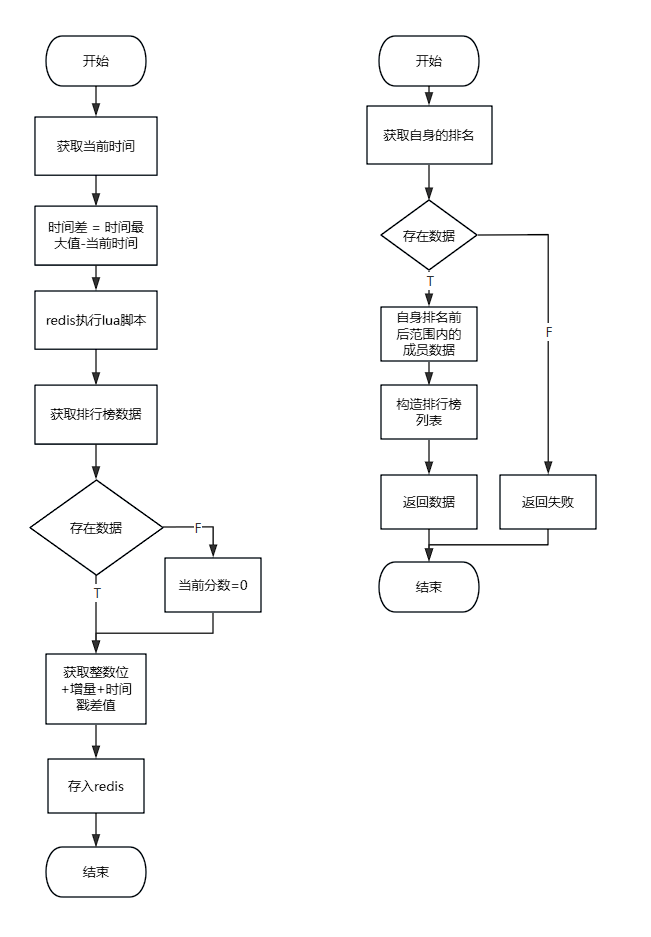 开始
获取当前时间
时间差 = 时间最
大值-当前时间
redis执行lua脚本
获取排行榜数据
存在数据
F
当前分数=0
T
获取整数位
+增量+时间
戳差值
存入redis
结束
开始
获取自身的排名
存在数据
T
F
自身排名前
后范围内的
成员数据
构造排行榜
列表
返回数据
返回失败
结束